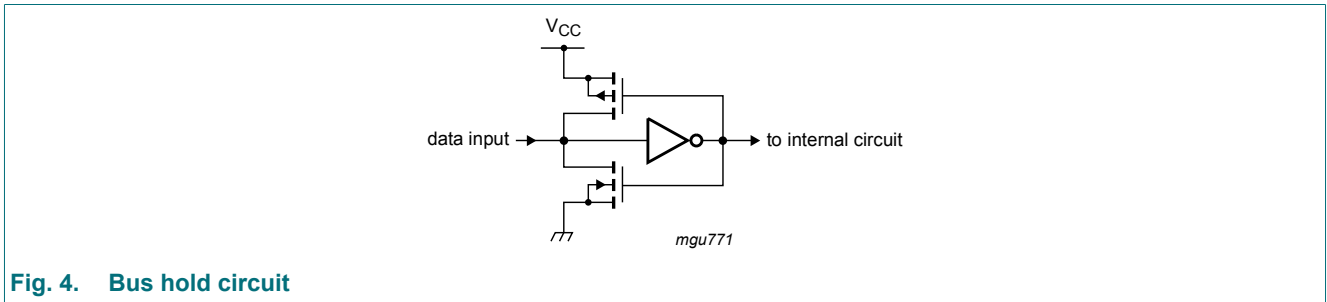 VCC
data input
to internal circuit
mgu771
Fig. 4. Bus hold circuit